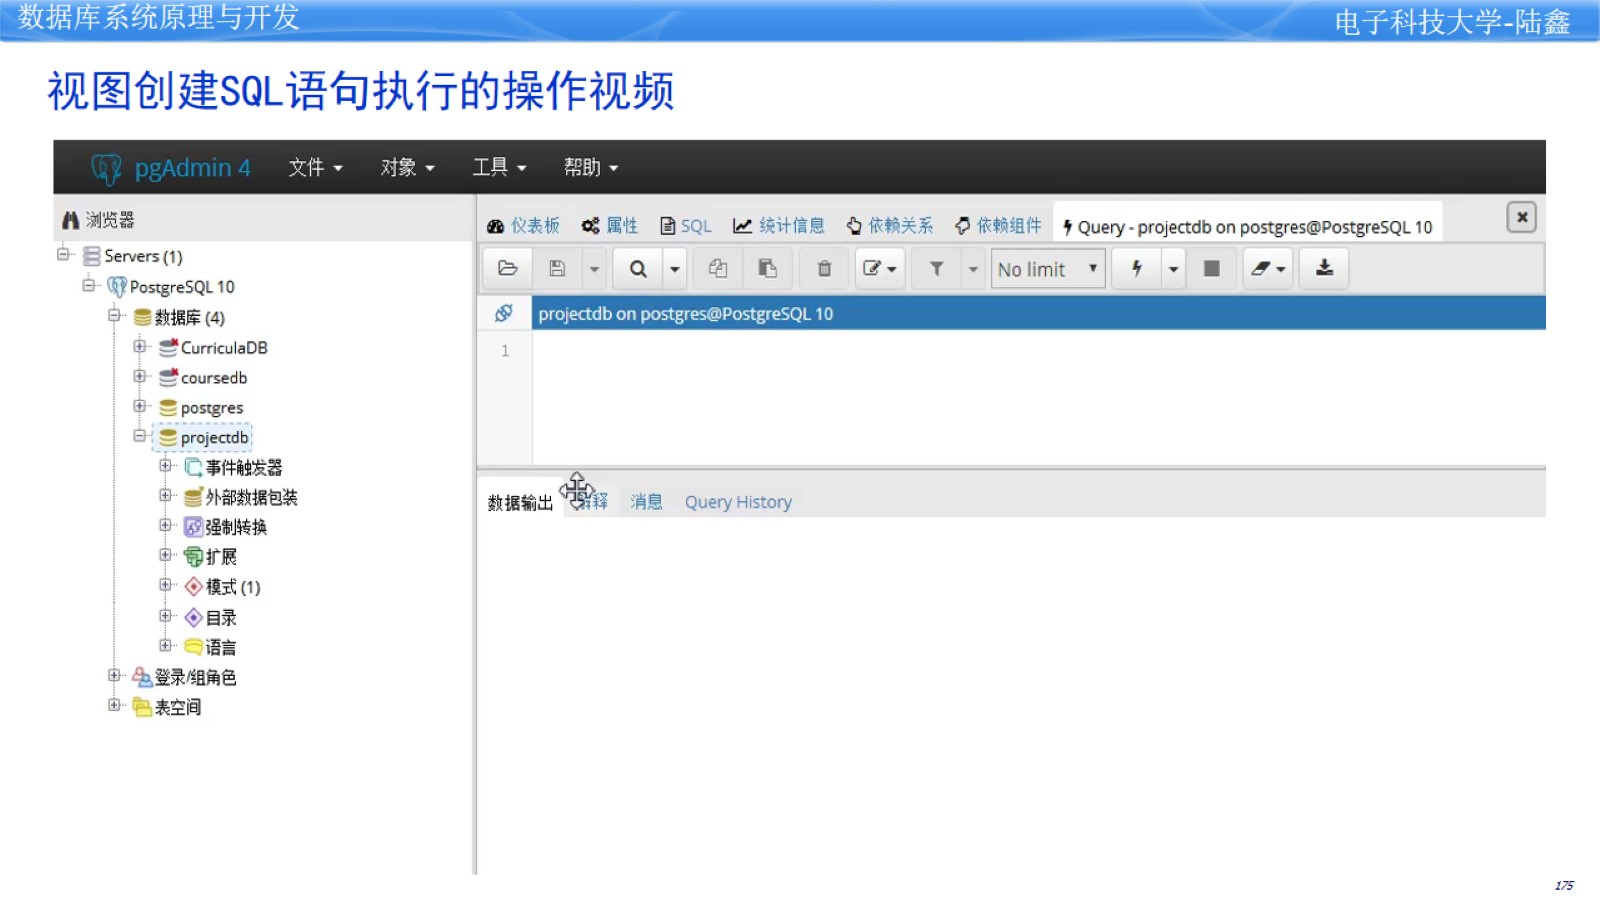 数据库系统原理与开发
电子科技大学-陆鑫
视图创建SQL语句执行的操作视频
pgAdmin 4 文件 对象 工具 帮助
浏览器
仪表板 属性 SQL 统计信息 依赖关系 依赖组件 Query - projectdb on postgres@PostgreSQL 10
No limit
projectdb on postgres@PostgreSQL 10
1
Servers (1)
PostgreSQL 10
数据库 (4)
CurriculaDB
coursedb
postgres
projectdb
事件触发器
外部数据包装
强制转换
扩展
模式 (1)
目录
语言
登录/组角色
表空间
数据输出 解释 消息 Query History
175